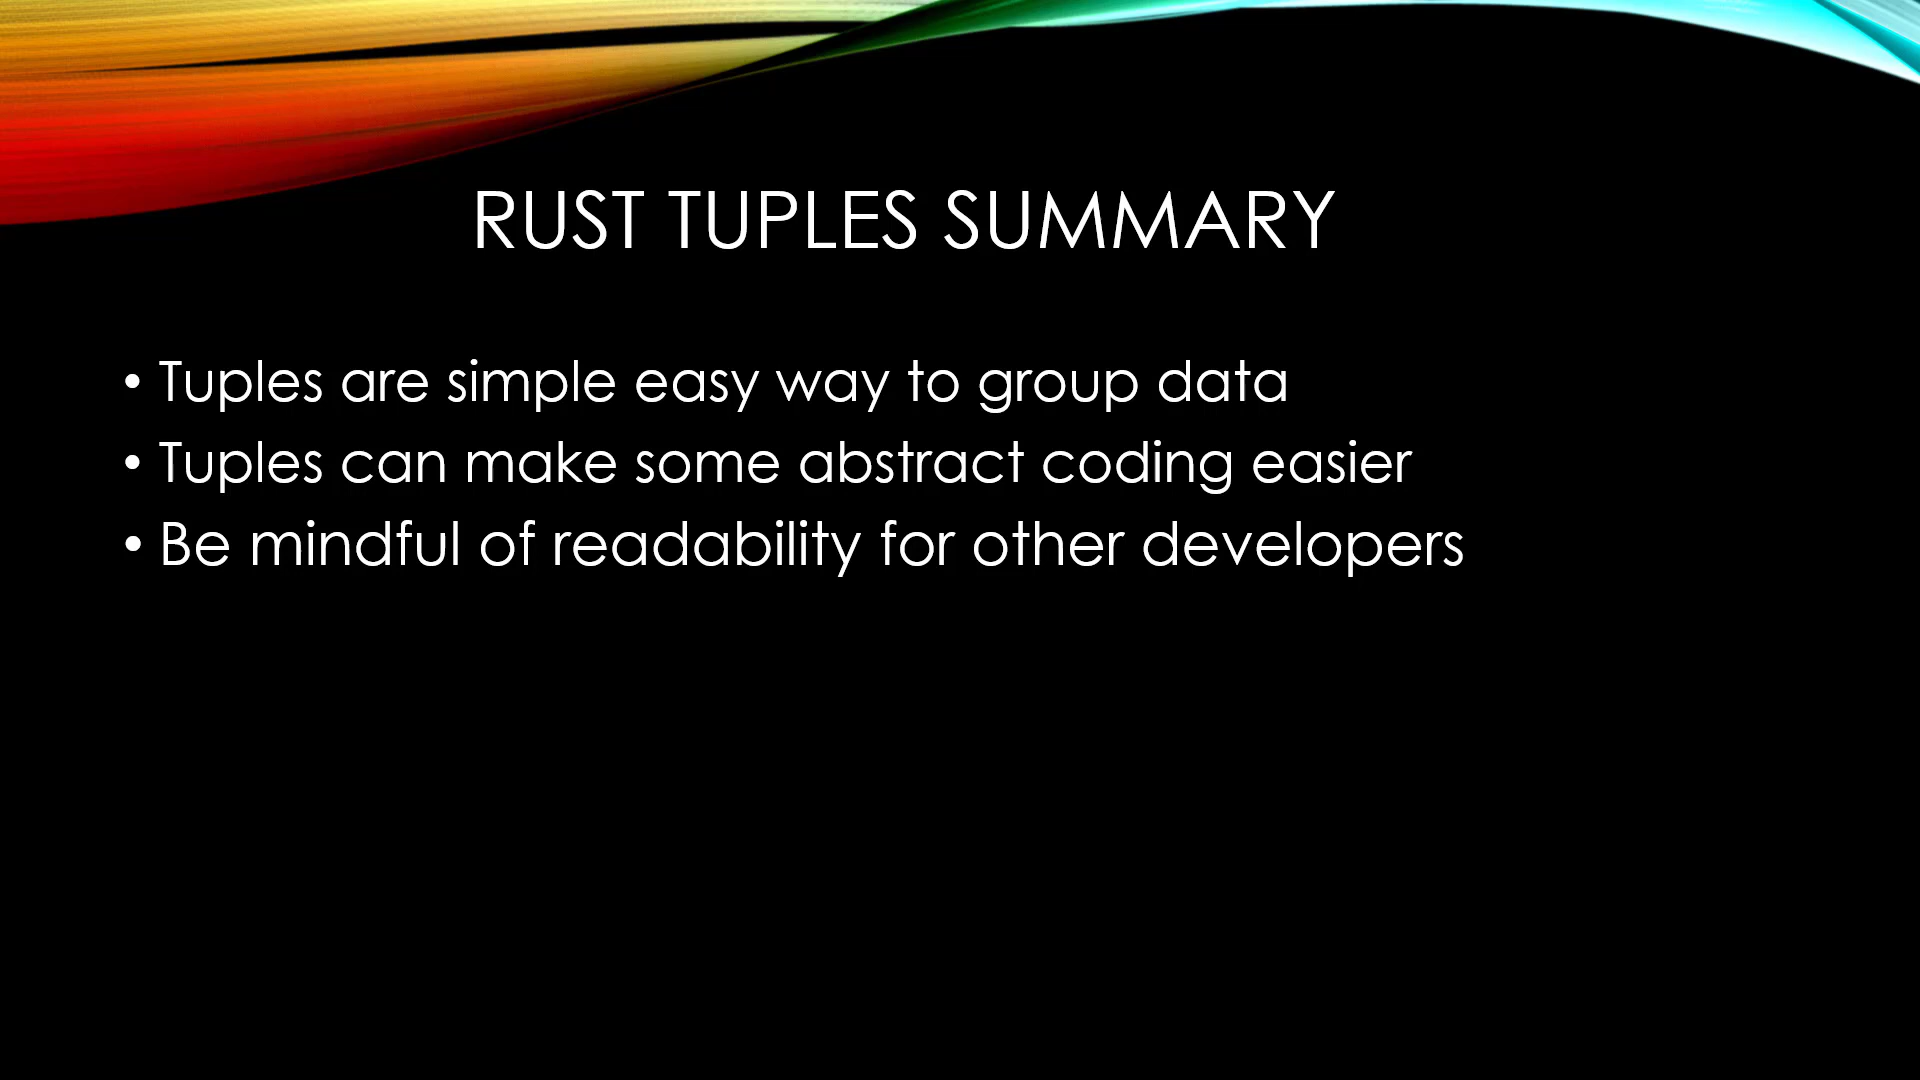 RUST TUPLES SUMMARY
• Tuples are simple easy way to group data
• Tuples can make some abstract coding easier
• Be mindful of readability for other developers